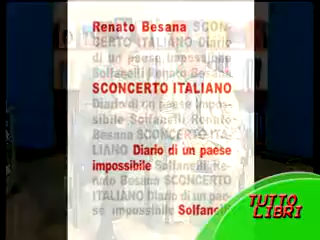 Renato Besana SCON-
CERTO ITALIANO Diario
di un paese impossibile
Solfanelli Renato Besana
SCONCERTO ITALIANO
Diario di un paese impos-
sibile Solfanelli Renato
Besana SCONCERTO ITA-
LIANO Diario di un paese
impossibile Solfanelli Re-
nato Besana SCONCERTO
ITALIANO Diario di un pae-
se impossibile Solfanelli
TUTTO
LIBRI